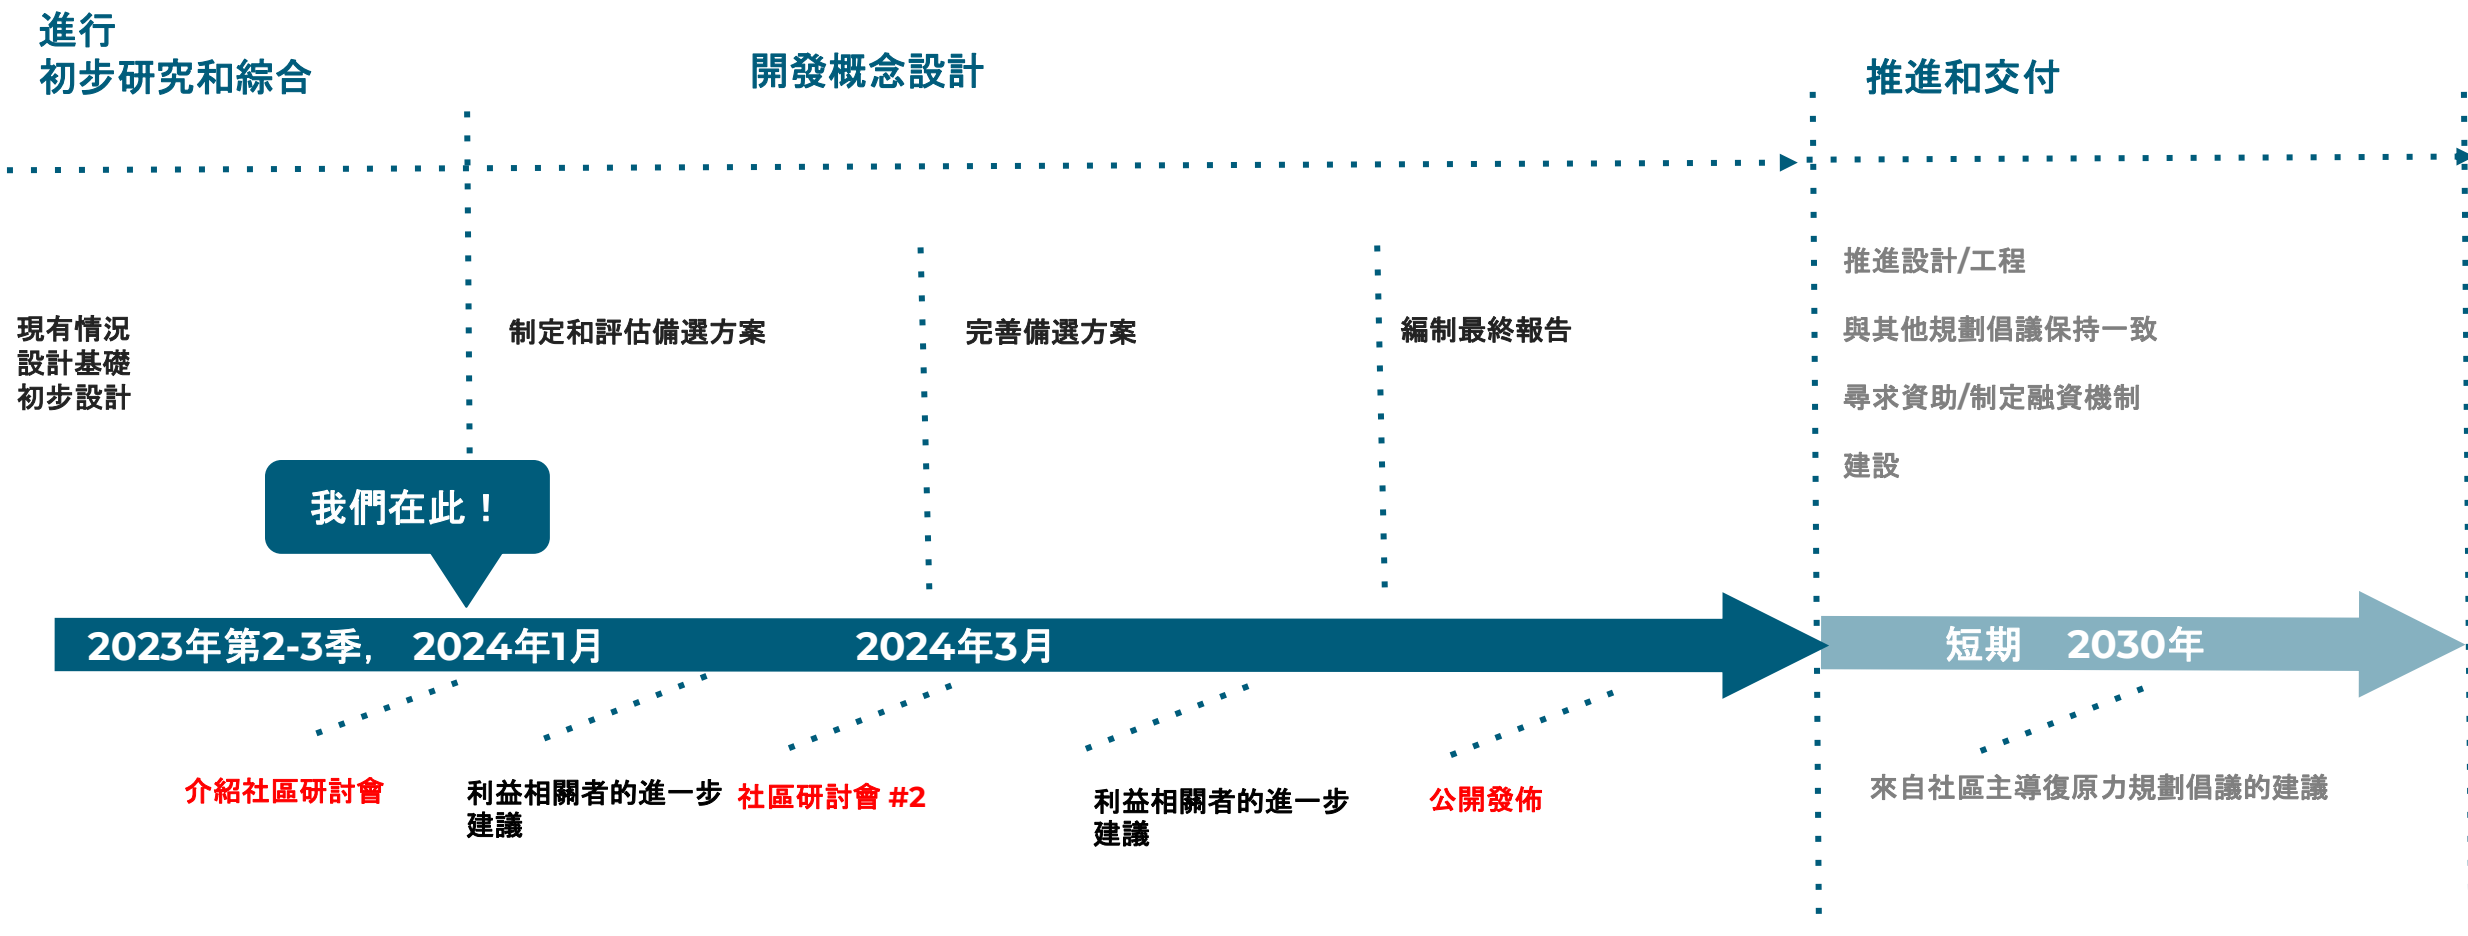 進行
初步研究和綜合
開發概念設計
推進和交付
現有情況
設計基礎
初步設計
制定和評估備選方案
完善備選方案
編制最終報告
推進設計/工程
與其他規劃倡議保持一致
尋求資助/制定融資機制
建設
我們在此！
2023年第2-3季,
2024年1月
2024年3月
短期 2030年
介紹社區研討會
利益相關者的進一步
建議
社區研討會 #2
利益相關者的進一步
建議
公開發佈
來自社區主導復原力規劃倡議的建議